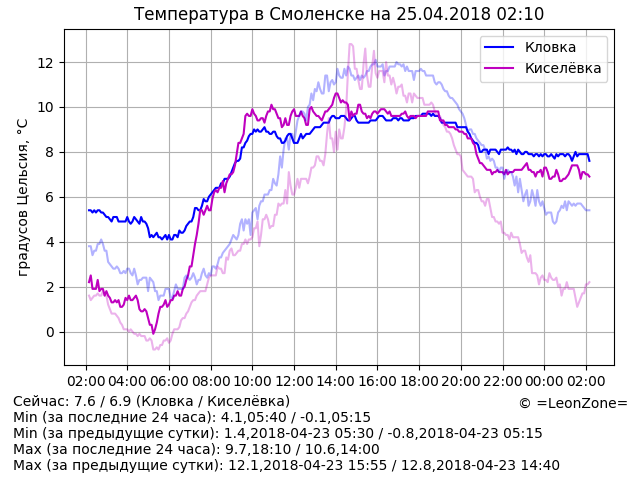 Температура в Смоленске на 25.04.2018 02:10
Кловка
Киселёвка
градусов Цельсия, °C
12
10
8
6
4
2
0
02:00 04:00 06:00 08:00 10:00 12:00 14:00 16:00 18:00 20:00 22:00 00:00 02:00
Сейчас: 7.6 / 6.9 (Кловка / Киселёвка)
© =LeonZone=
Min (за последние 24 часа): 4.1,05:40 / -0.1,05:15
Min (за предыдущие сутки): 1.4,2018-04-23 05:30 / -0.8,2018-04-23 05:15
Max (за последние 24 часа): 9.7,18:10 / 10.6,14:00
Max (за предыдущие сутки): 12.1,2018-04-23 15:55 / 12.8,2018-04-23 14:40